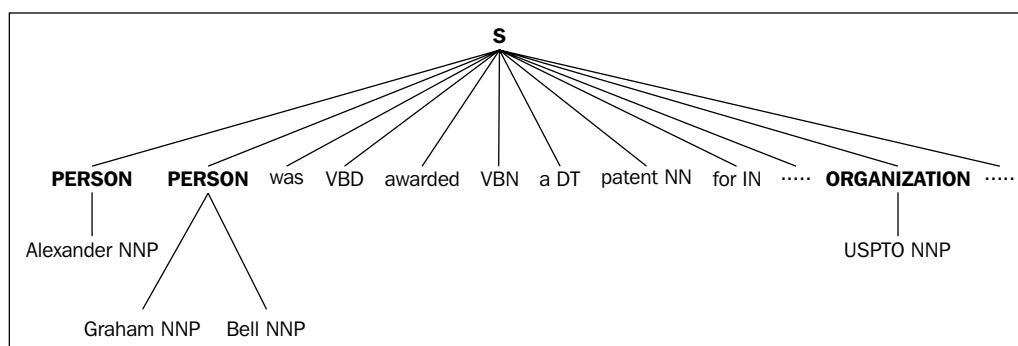 S
PERSON PERSON was VBD awarded VBN a DT patent NN for IN ..... ORGANIZATION .....
Alexander NNP USPTO NNP
Graham NNP Bell NNP